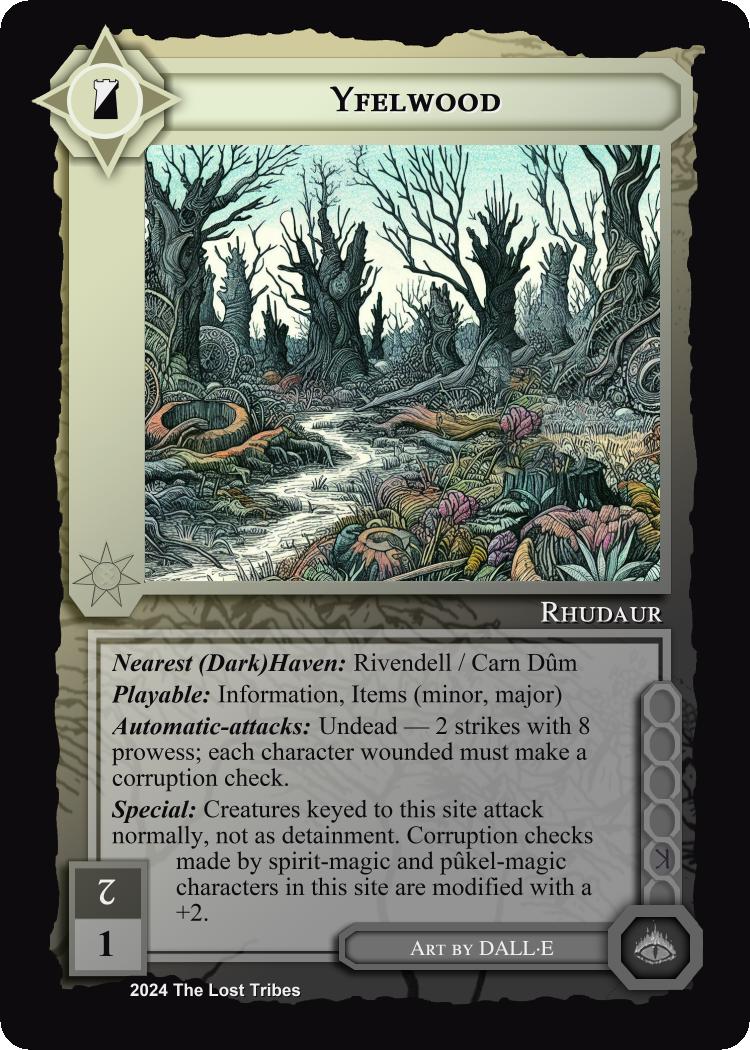 Yfelwood
Rhudaur
Nearest (Dark)Haven: Rivendell / Carn Dûm
Playable: Information, Items (minor, major)
Automatic-attacks: Undead — 2 strikes with 8
prowess; each character wounded must make a
corruption check.
Special: Creatures keyed to this site attack
normally, not as detainment. Corruption checks
made by spirit-magic and pûkel-magic
characters in this site are modified with a
+2.
2
1
Art by DALL·E
2024 The Lost Tribes